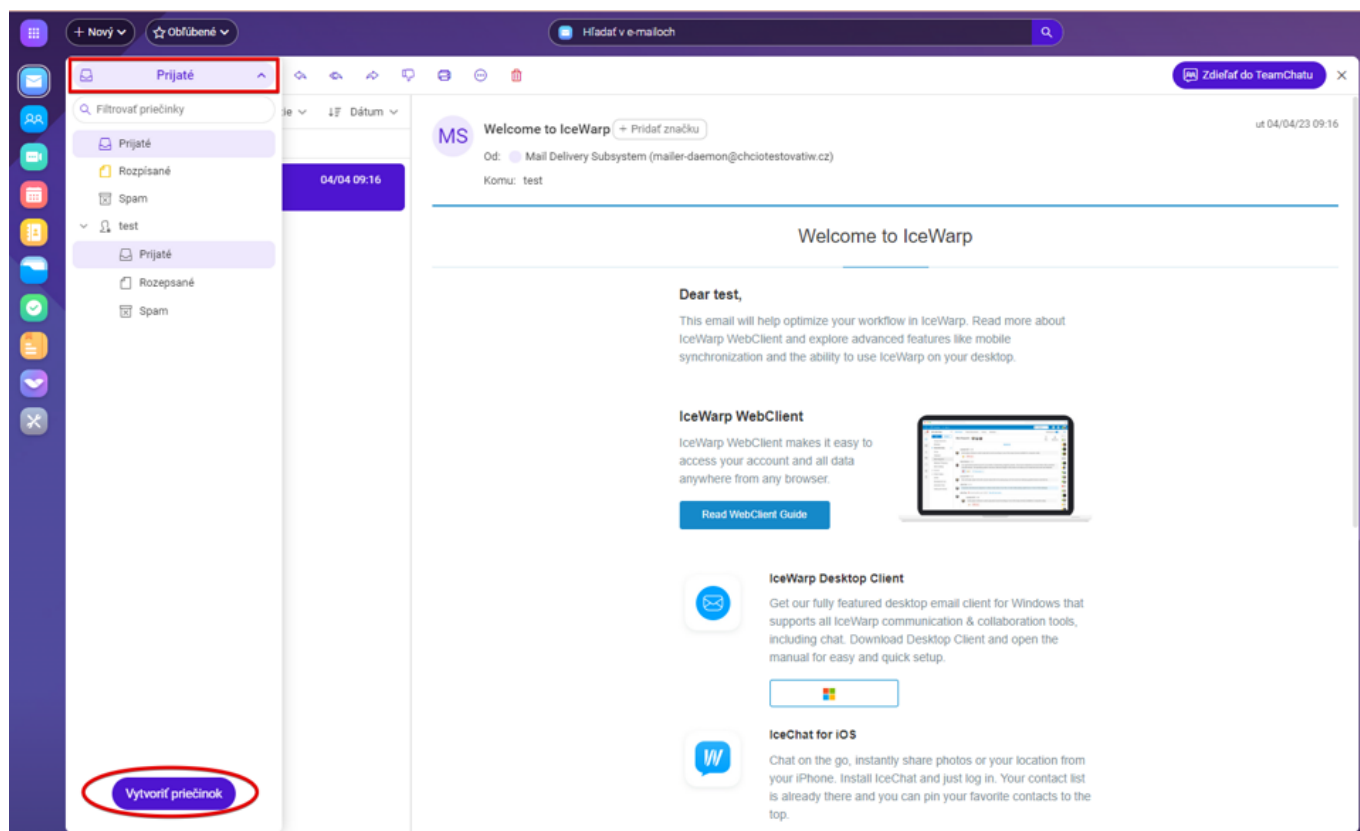 + Nový
Obľúbené
Hľadať v e-mailoch
Prijaté
Zdieľať do TeamChatu
Filtrovať priečinky
Dátum
Prijaté
Rozpísané
Spam
test
Prijaté
Rozepsané
Spam
04/04 09:16
Vytvoriť priečinok
MS
Welcome to IceWarp + Pridať značku
ut 04/04/23 09:16
Od: Mail Delivery Subsystem (mailer-daemon@chciotestovatiw.cz)
Komu: test
Welcome to IceWarp
Dear test,
This email will help optimize your workflow in IceWarp. Read more about
IceWarp WebClient and explore advanced features like mobile
synchronization and the ability to use IceWarp on your desktop.
IceWarp WebClient
IceWarp WebClient makes it easy to
access your account and all data
anywhere from any browser.
Read WebClient Guide
IceWarp Desktop Client
Get our fully featured desktop email client for Windows that
supports all IceWarp communication & collaboration tools,
including chat. Download Desktop Client and open the
manual for easy and quick setup.
IceChat for iOS
Chat on the go, instantly share photos or your location from
your iPhone. Install IceChat and just log in. Your contact list
is already there and you can pin your favorite contacts to the
top.